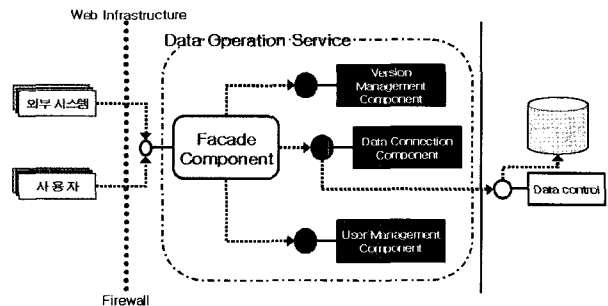 Web Infrastructure
Data Operation Service
외부 시스템
사용자
Facade
Component
Version
Management
Component
Data Connection
Component
User Management
Component
Data control
Firewall